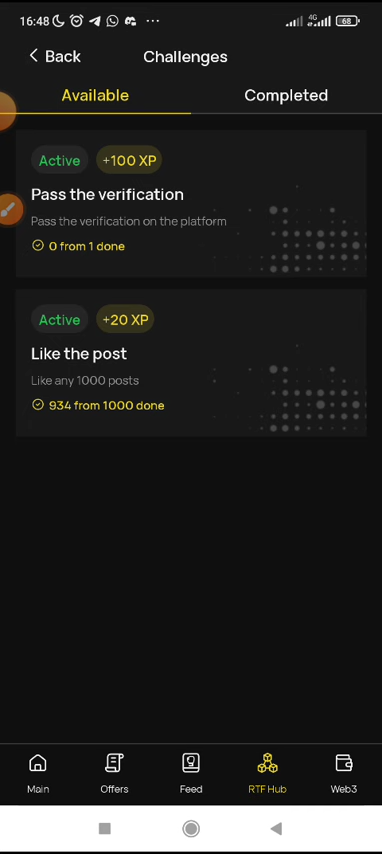 16:48 4G 68
Back Challenges
Available Completed
Active +100 XP
Pass the verification
Pass the verification on the platform
0 from 1 done
Active +20 XP
Like the post
Like any 1000 posts
934 from 1000 done
Main Offers Feed RTF Hub Web3